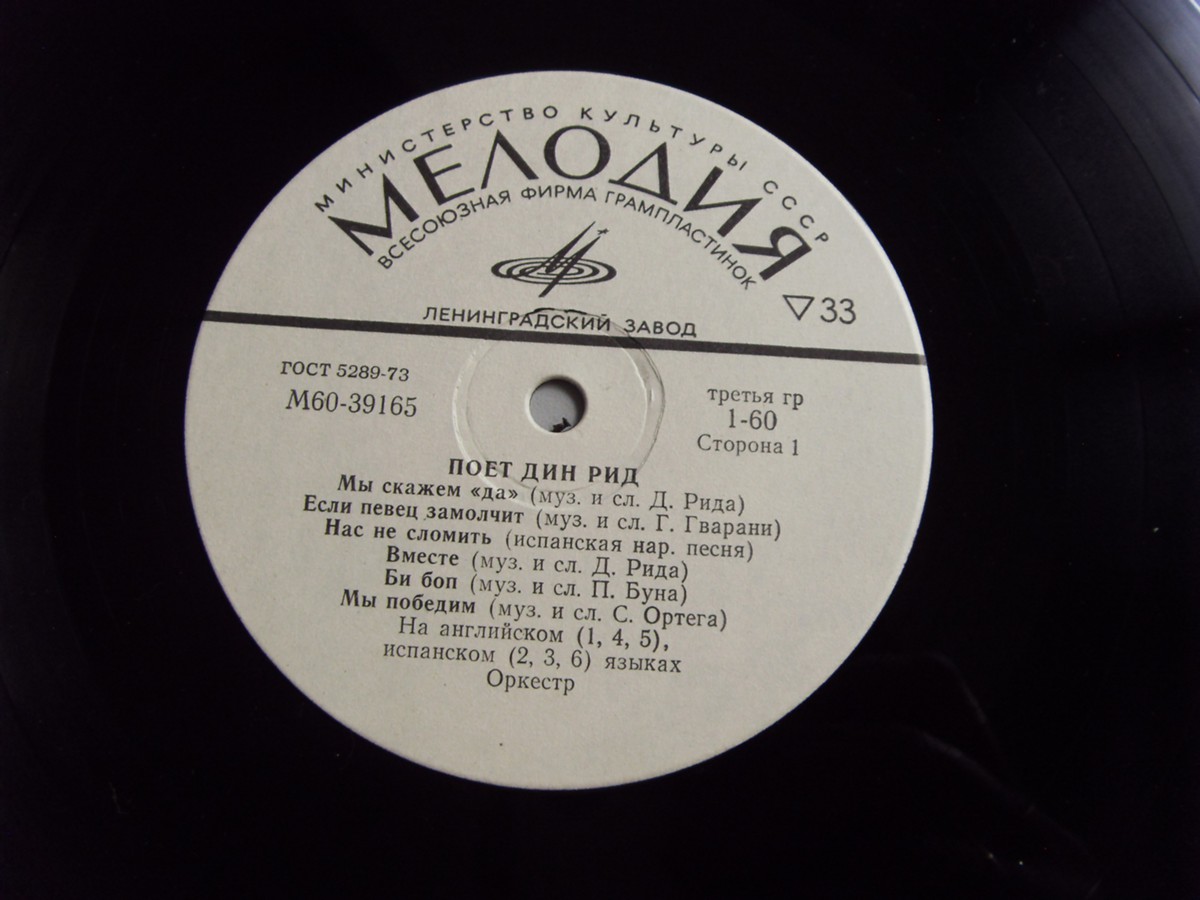 МИНИСТЕРСТВО КУЛЬТУРЫ СССР
МЕЛОДИЯ
ВСЕСОЮЗНАЯ ФИРМА ГРАМПЛАСТИНОК
▽33
ЛЕНИНГРАДСКИЙ ЗАВОД
ГОСТ 5289-73
М60-39165
третья гр
1-60
Сторона 1
ПОЕТ ДИН РИД
Мы скажем «да» (муз. и сл. Д. Рида)
Если певец замолчит (муз. и сл. Г. Гварани)
Нас не сломить (испанская нар. песня)
Вместе (муз. и сл. Д. Рида)
Би боп (муз. и сл. П. Буна)
Мы победим (муз. и сл. С. Ортега)
На английском (1, 4, 5),
испанском (2, 3, 6) языках
Оркестр